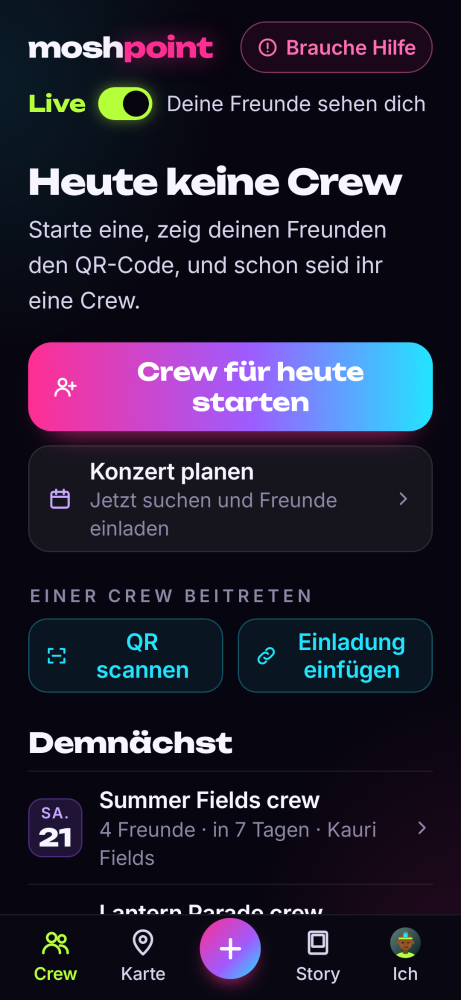 moshpoint
Brauche Hilfe
Live
Deine Freunde sehen dich
Heute keine Crew
Starte eine, zeig deinen Freunden
den QR-Code, und schon seid ihr
eine Crew.
Crew für heute
starten
Konzert planen
Jetzt suchen und Freunde
einladen
EINER CREW BEITRETEN
QR
scannen
Einladung
einfügen
Demnächst
SA.
21
Summer Fields crew
4 Freunde · in 7 Tagen · Kauri
Fields
Lantern Parade crew
Crew
Karte
Story
Ich